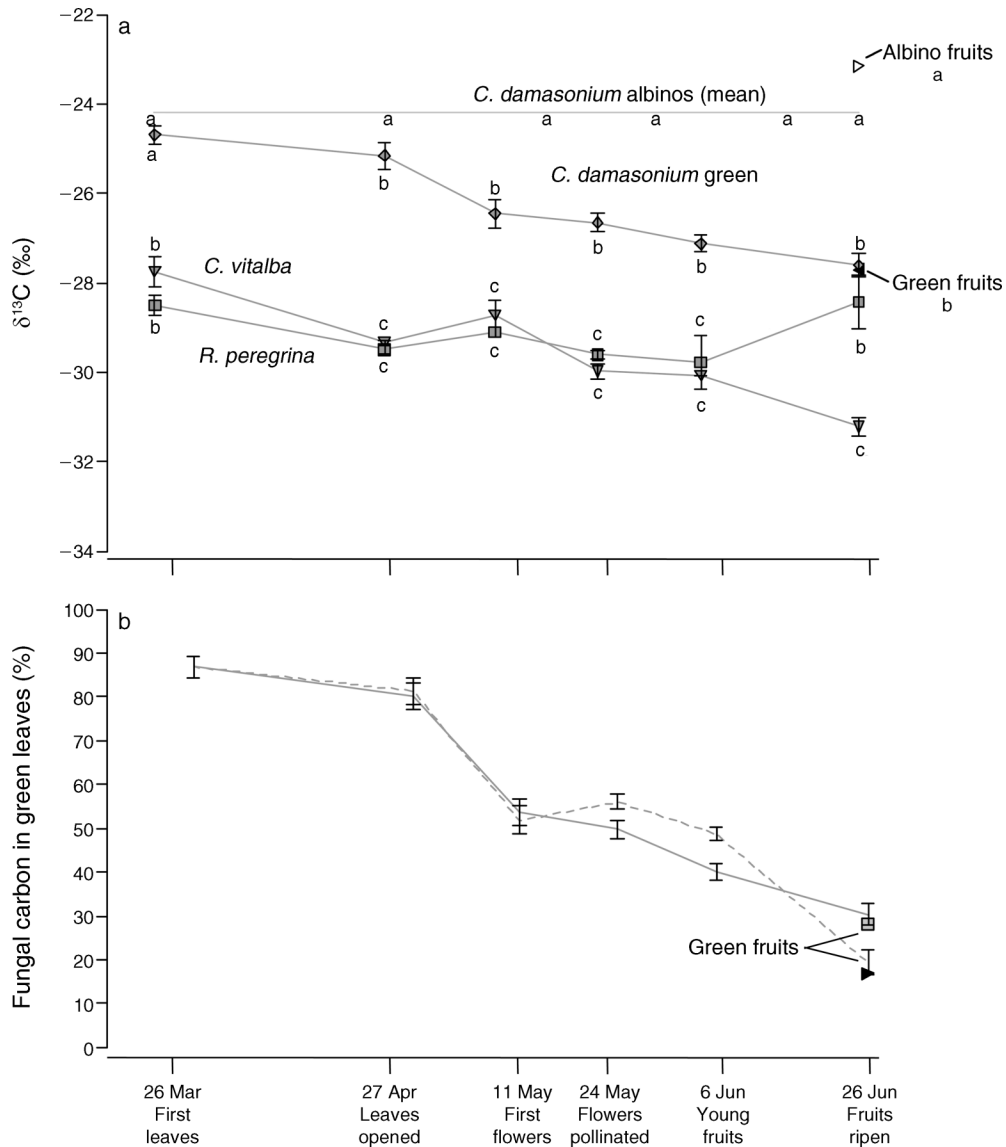 a
−22
−24
−26
−28
−30
−32
−34
δ13C (‰)
Albino fruits
a
C. damasonium albinos (mean)
a a a a a a
a b b b b b
C. damasonium green
Green fruits
b
C. vitalba
b c c c c b
R. peregrina
b c c c c c
b
100
90
80
70
60
50
40
30
20
10
0
Fungal carbon in green leaves (%)
Green fruits
26 Mar
First
leaves
27 Apr
Leaves
opened
11 May
First
flowers
24 May
Flowers
pollinated
6 Jun
Young
fruits
26 Jun
Fruits
ripen